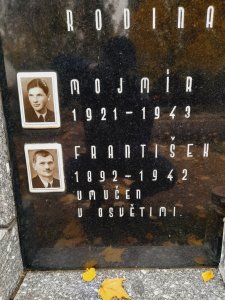 RODINA
MOJMÍR
1921-1943
FRANTIŠEK
1892-1942
UMUČEN
V OSVĚTIMI.